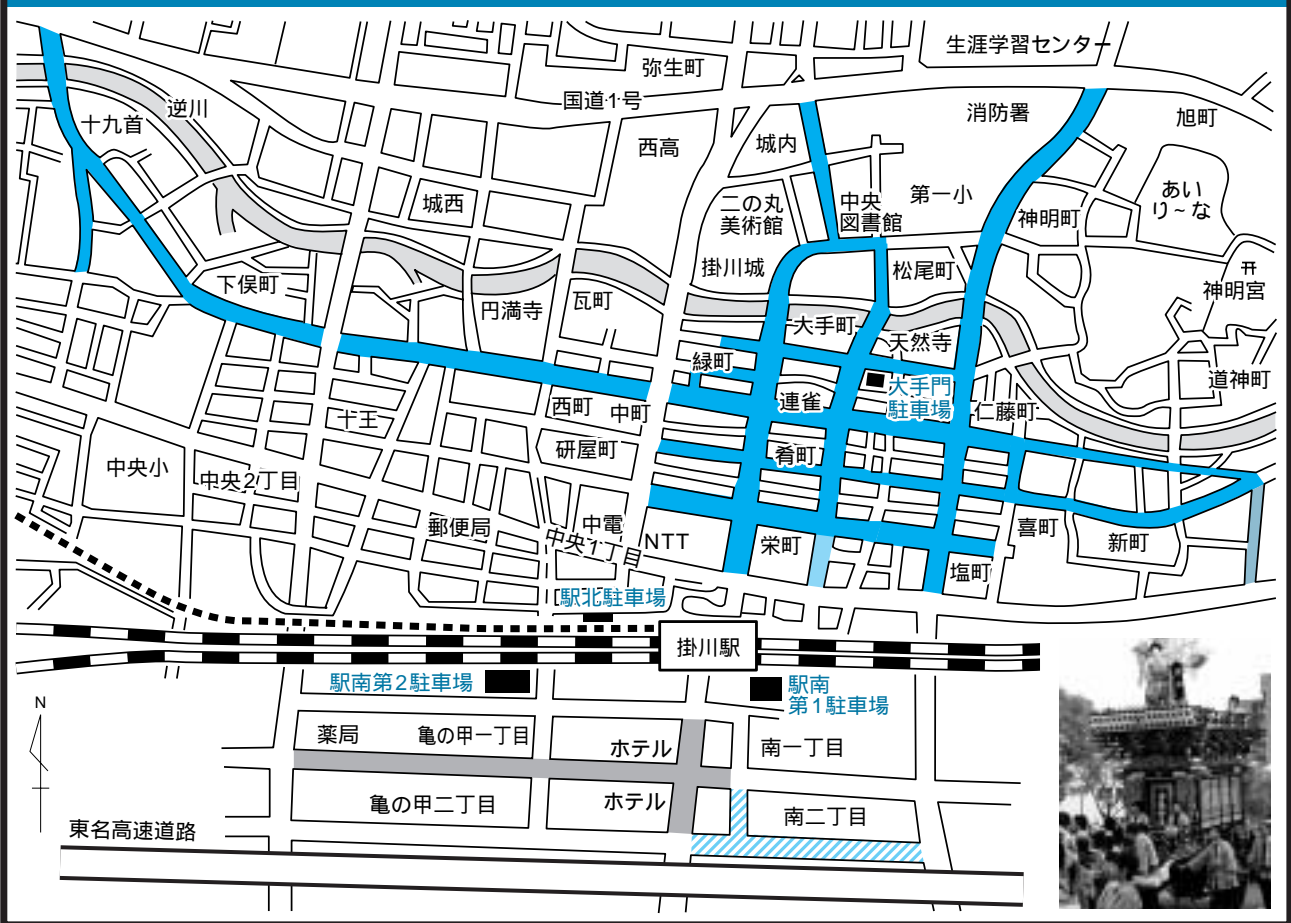 生涯学習センター
弥生町
国道1号
逆川
十九首
消防署
旭町
西高
城内
城西
二の丸
美術館
中央
図書館
第一小
神明町
あい
り~な
掛川城
松尾町
神明宮
下俣町
円満寺
瓦町
大手町
天然寺
緑町
道神町
大手門
駐車場
連雀
仁藤町
西町
中町
十王
研屋町
肴町
中央小
中央2丁目
郵便局
中電
中央1丁目
NTT
栄町
喜町
新町
塩町
駅北駐車場
掛川駅
駅南第2駐車場
駅南
第1駐車場
N
薬局
亀の甲一丁目
ホテル
南一丁目
亀の甲二丁目
ホテル
南二丁目
東名高速道路